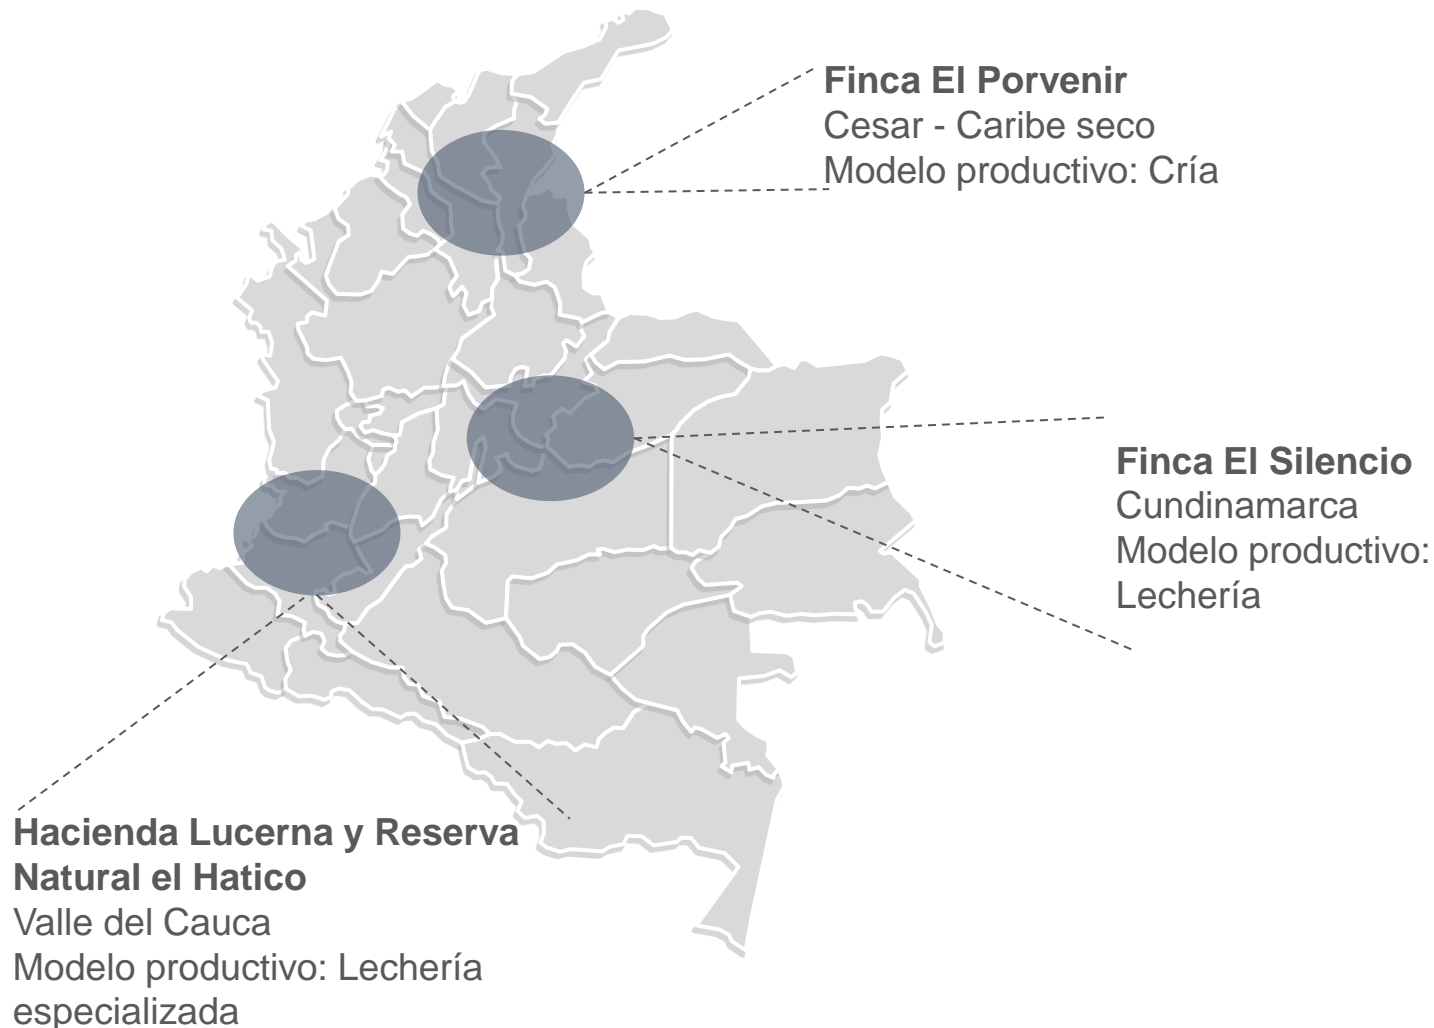 Finca El Porvenir
Cesar - Caribe seco
Modelo productivo: Cría
Finca El Silencio
Cundinamarca
Modelo productivo:
Lechería
Hacienda Lucerna y Reserva
Natural el Hatico
Valle del Cauca
Modelo productivo: Lechería
especializada